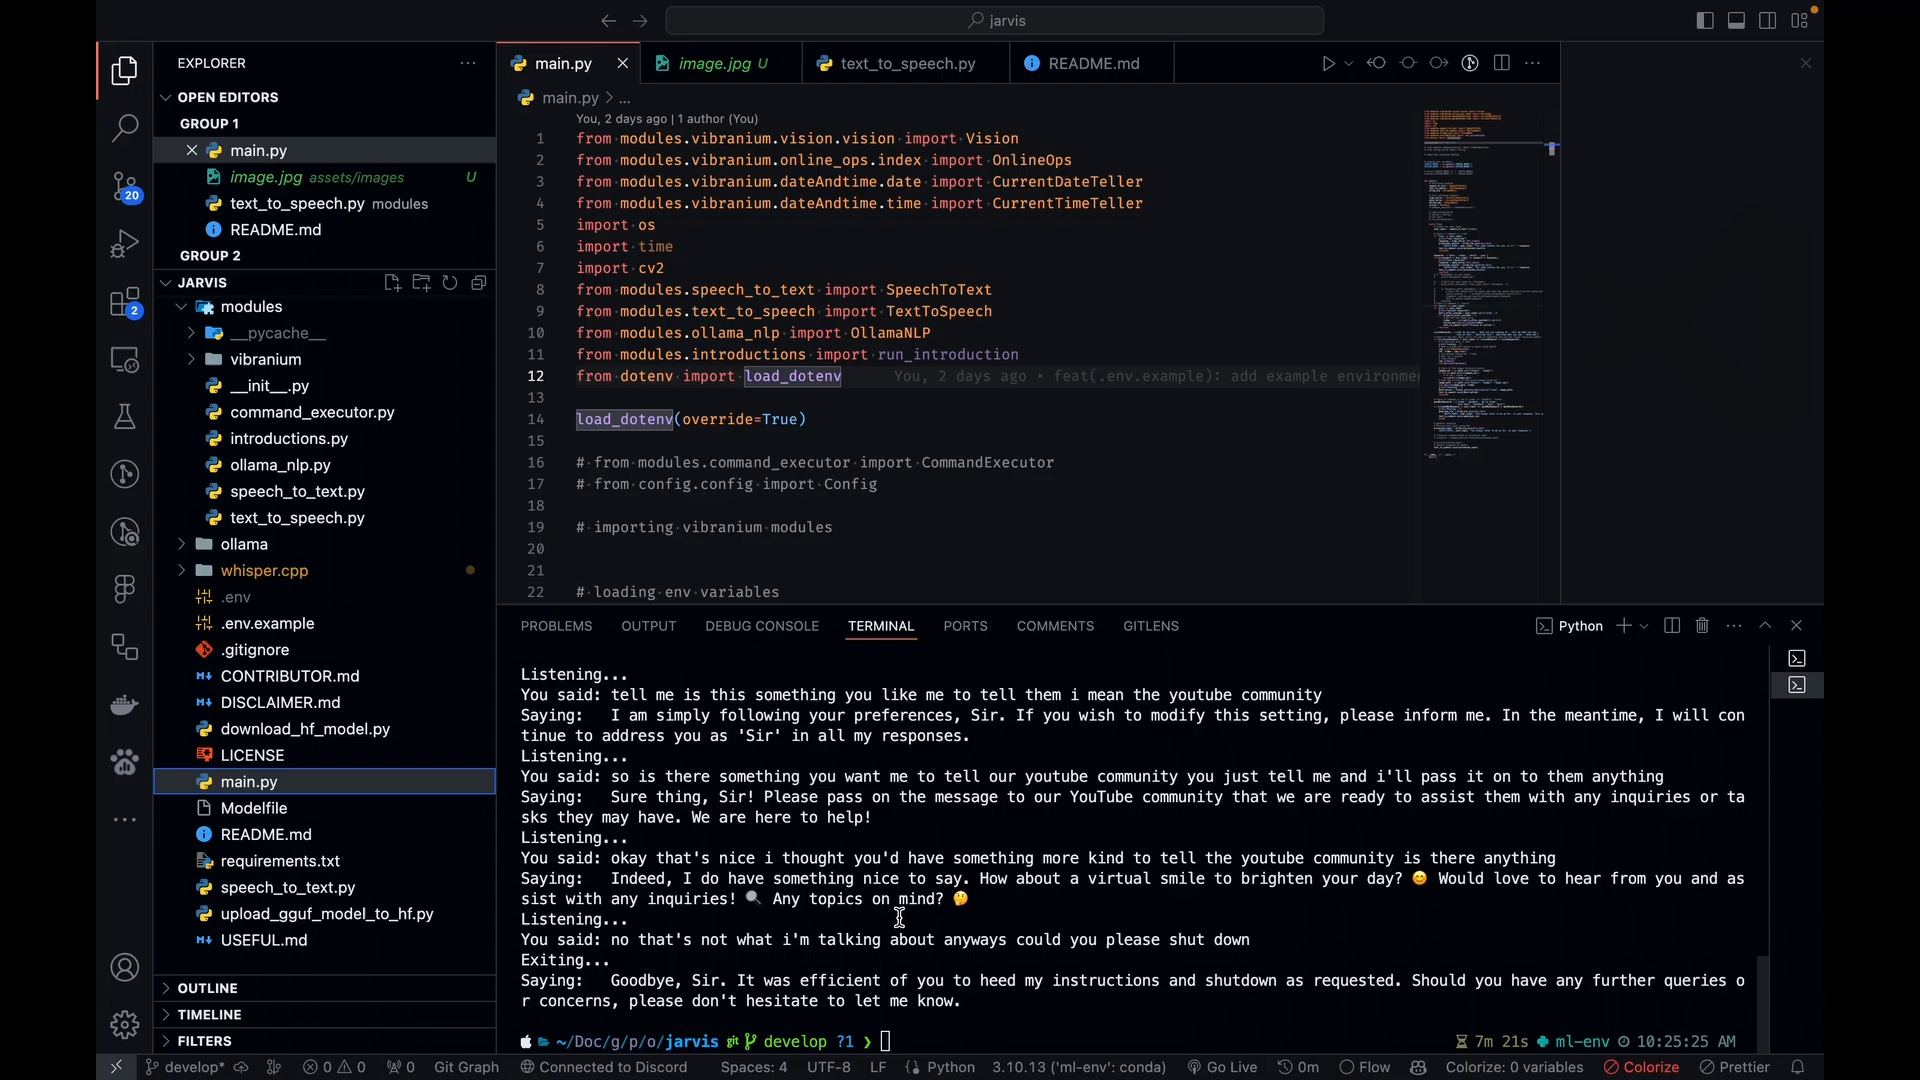 jarvis
EXPLORER
main.py
image.jpg U
text_to_speech.py
README.md
OPEN EDITORS
GROUP 1
main.py
image.jpg assets/images U
text_to_speech.py modules
README.md
GROUP 2
JARVIS
modules
__pycache__
vibranium
__init__.py
command_executor.py
introductions.py
ollama_nlp.py
speech_to_text.py
text_to_speech.py
ollama
whisper.cpp
.env
.env.example
.gitignore
CONTRIBUTOR.md
DISCLAIMER.md
download_hf_model.py
LICENSE
main.py
Modelfile
README.md
requirements.txt
speech_to_text.py
upload_gguf_model_to_hf.py
USEFUL.md
OUTLINE
TIMELINE
FILTERS
20
2
main.py > ...
You, 2 days ago | 1 author (You)
1 from modules.vibranium.vision.vision import Vision
2 from modules.vibranium.online_ops.index import OnlineOps
3 from modules.vibranium.dateAndtime.date import CurrentDateTeller
4 from modules.vibranium.dateAndtime.time import CurrentTimeTeller
5 import os
6 import time
7 import cv2
8 from modules.speech_to_text import SpeechToText
9 from modules.text_to_speech import TextToSpeech
10 from modules.ollama_nlp import OllamaNLP
11 from modules.introductions import run_introduction
12 from dotenv import load_dotenv You, 2 days ago • feat(.env.example): add example environme
13
14 load_dotenv(override=True)
15
16 # from modules.command_executor import CommandExecutor
17 # from config.config import Config
18
19 # importing vibranium modules
20
21
22 # loading env variables
PROBLEMS OUTPUT DEBUG CONSOLE TERMINAL PORTS COMMENTS GITLENS
Python
Listening...
You said: tell me is this something you like me to tell them i mean the youtube community
Saying: I am simply following your preferences, Sir. If you wish to modify this setting, please inform me. In the meantime, I will con
tinue to address you as 'Sir' in all my responses.
Listening...
You said: so is there something you want me to tell our youtube community you just tell me and i'll pass it on to them anything
Saying: Sure thing, Sir! Please pass on the message to our YouTube community that we are ready to assist them with any inquiries or ta
sks they may have. We are here to help!
Listening...
You said: okay that's nice i thought you'd have something more kind to tell the youtube community is there anything
Saying: Indeed, I do have something nice to say. How about a virtual smile to brighten your day? 😊 Would love to hear from you and as
sist with any inquiries! 🔍 Any topics on mind? 🤔
Listening...
You said: no that's not what i'm talking about anyways could you please shut down
Exiting...
Saying: Goodbye, Sir. It was efficient of you to heed my instructions and shutdown as requested. Should you have any further queries o
r concerns, please don't hesitate to let me know.
~/Doc/g/p/o/jarvis git develop ?1 ❯ 7m 21s ml-env 10:25:25 AM
develop* 0 0 0 Git Graph Connected to Discord Spaces: 4 UTF-8 LF Python 3.10.13 ('ml-env': conda) Go Live 0m Flow Colorize: 0 variables Colorize Prettier